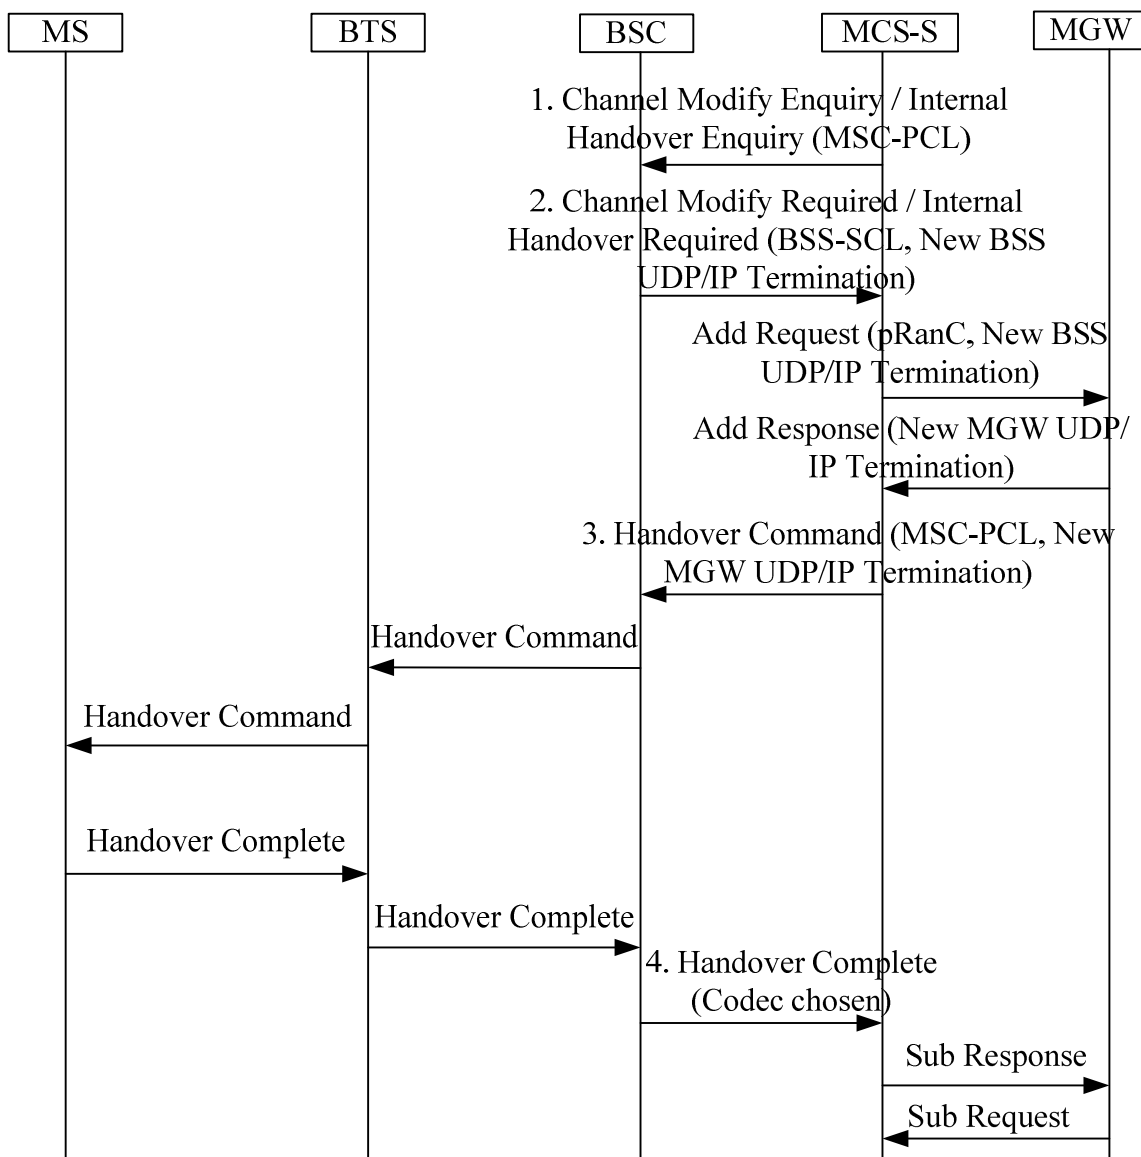 MS BTS BSC MCS-S MGW
1. Channel Modify Enquiry / Internal
Handover Enquiry (MSC-PCL)
2. Channel Modify Required / Internal
Handover Required (BSS-SCL, New BSS
UDP/IP Termination)
Add Request (pRanC, New BSS
UDP/IP Termination)
Add Response (New MGW UDP/
IP Termination)
3. Handover Command (MSC-PCL, New
MGW UDP/IP Termination)
Handover Command
Handover Command
Handover Complete
Handover Complete
4. Handover Complete
(Codec chosen)
Sub Response
Sub Request